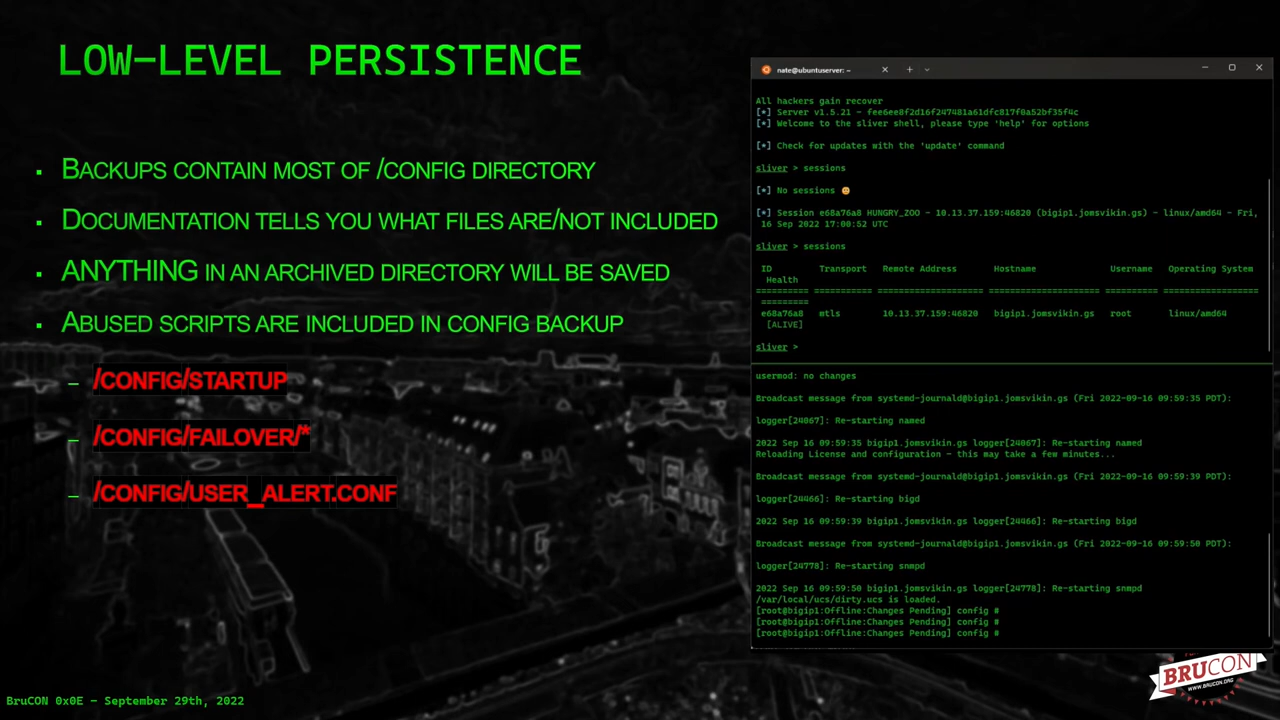 LOW-LEVEL PERSISTENCE
▪ BACKUPS CONTAIN MOST OF /CONFIG DIRECTORY
▪ DOCUMENTATION TELLS YOU WHAT FILES ARE/NOT INCLUDED
▪ ANYTHING IN AN ARCHIVED DIRECTORY WILL BE SAVED
▪ ABUSED SCRIPTS ARE INCLUDED IN CONFIG BACKUP
– /CONFIG/STARTUP
– /CONFIG/FAILOVER/*
– /CONFIG/USER_ALERT.CONF
nate@ubuntuserver: ~
All hackers gain recover
[*] Server v1.5.21 - fee6ee8f2d16f247481a61dfc817f0a52bf35f4c
[*] Welcome to the sliver shell, please type 'help' for options
[*] Check for updates with the 'update' command
sliver > sessions
[*] No sessions 🙁
[*] Session e68a76a8 HUNGRY_ZOO - 10.13.37.159:46820 (bigip1.jomsvikin.gs) - linux/amd64 - Fri,
16 Sep 2022 17:00:52 UTC
sliver > sessions
ID Transport Remote Address Hostname Username Operating System
Health
========== =========== ===================== ====================== ========== ==================
=========
e68a76a8 mtls 10.13.37.159:46820 bigip1.jomsvikin.gs root linux/amd64
[ALIVE]
sliver >
usermod: no changes
Broadcast message from systemd-journald@bigip1.jomsvikin.gs (Fri 2022-09-16 09:59:35 PDT):
logger[24067]: Re-starting named
2022 Sep 16 09:59:35 bigip1.jomsvikin.gs logger[24067]: Re-starting named
Reloading License and configuration - this may take a few minutes...
Broadcast message from systemd-journald@bigip1.jomsvikin.gs (Fri 2022-09-16 09:59:39 PDT):
logger[24466]: Re-starting bigd
2022 Sep 16 09:59:39 bigip1.jomsvikin.gs logger[24466]: Re-starting bigd
Broadcast message from systemd-journald@bigip1.jomsvikin.gs (Fri 2022-09-16 09:59:50 PDT):
logger[24778]: Re-starting snmpd
2022 Sep 16 09:59:50 bigip1.jomsvikin.gs logger[24778]: Re-starting snmpd
/var/local/ucs/dirty.ucs is loaded.
[root@bigip1:Offline:Changes Pending] config #
[root@bigip1:Offline:Changes Pending] config #
[root@bigip1:Offline:Changes Pending] config #
BRUCON
WWW.BRUCON.ORG
BruCON 0x0E - September 29th, 2022